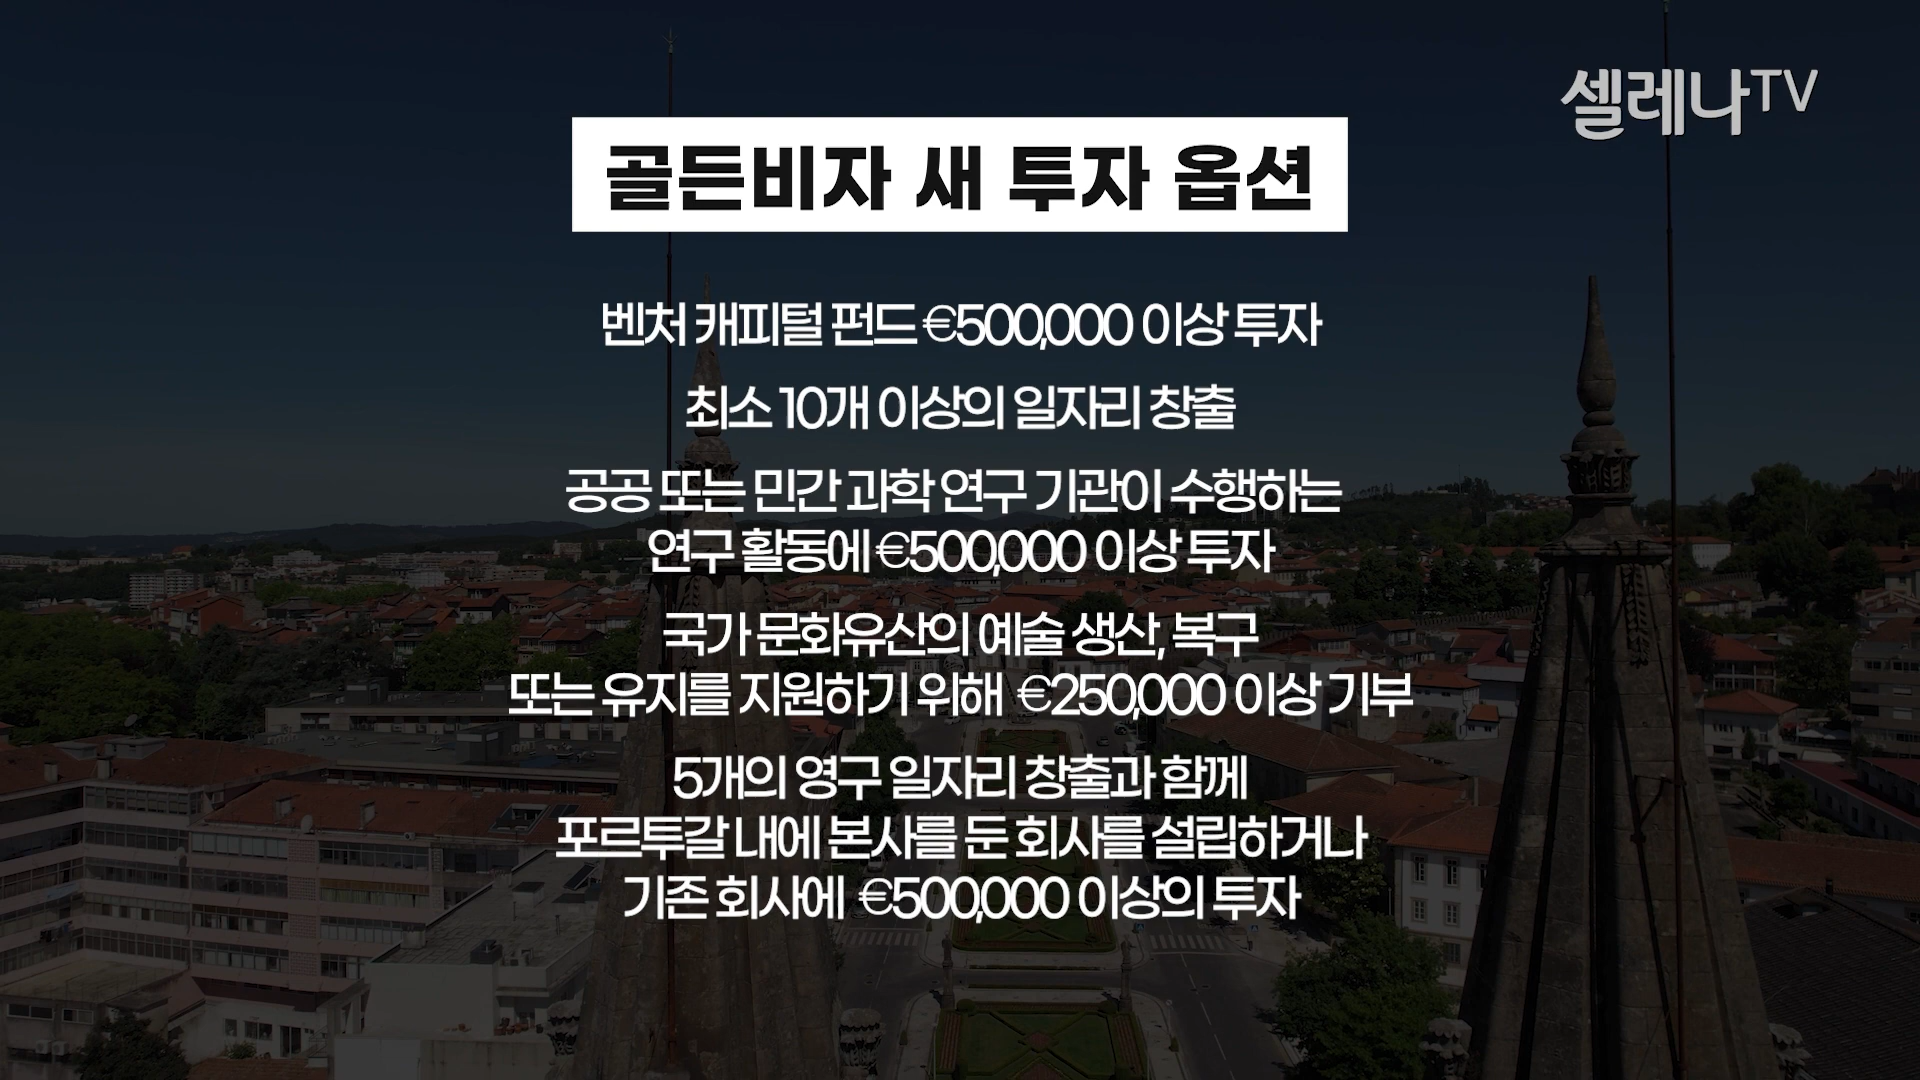 셀레나TV
골든비자 새 투자 옵션
벤처 캐피털 펀드 €500,000 이상 투자
최소 10개 이상의 일자리 창출
공공 또는 민간 과학 연구 기관이 수행하는
연구 활동에 €500,000 이상 투자
국가 문화유산의 예술 생산, 복구
또는 유지를 지원하기 위해 €250,000 이상 기부
5개의 영구 일자리 창출과 함께
포르투갈 내에 본사를 둔 회사를 설립하거나
기존 회사에 €500,000 이상의 투자